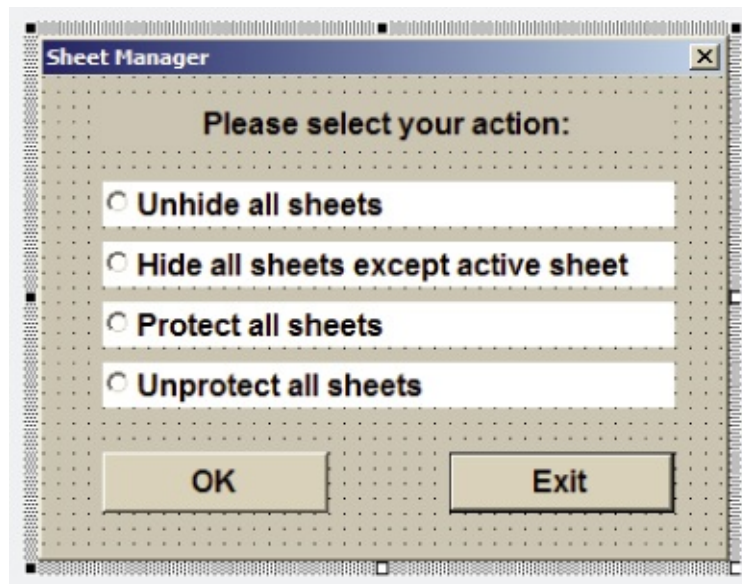 Sheet Manager
Please select your action:
Unhide all sheets
Hide all sheets except active sheet
Protect all sheets
Unprotect all sheets
OK
Exit